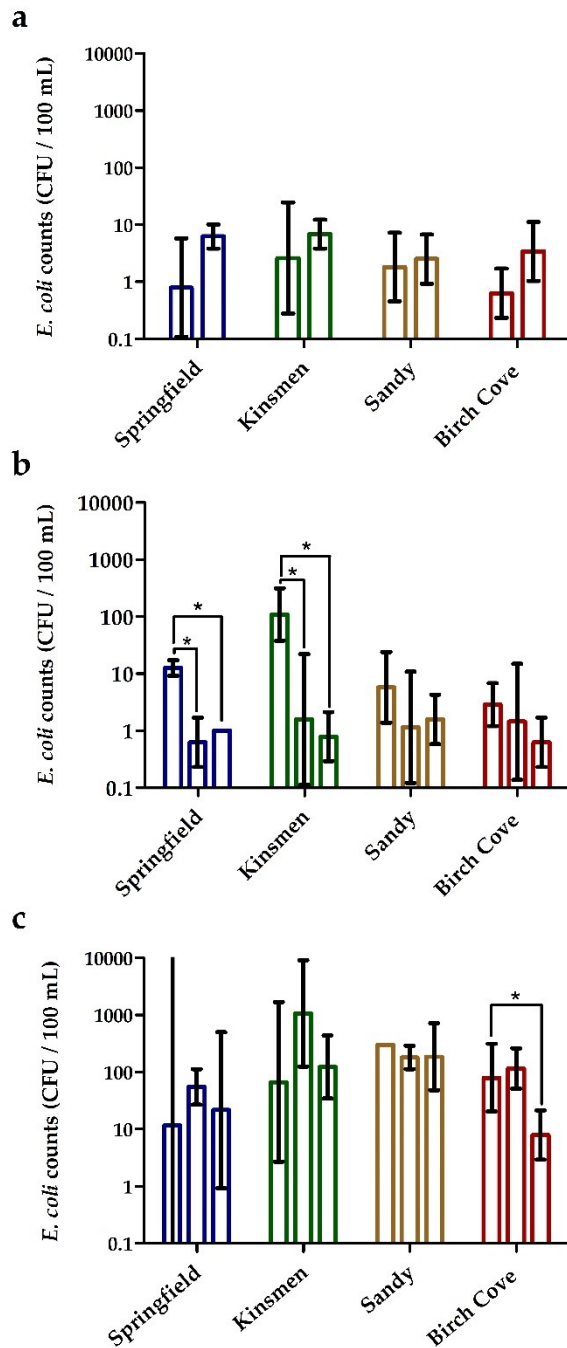 a
E. coli counts (CFU / 100 mL)
10000
1000
100
10
1
0.1
Springfield
Kinsmen
Sandy
Birch Cove
b
E. coli counts (CFU / 100 mL)
10000
1000
100
10
1
0.1
*
*
*
*
Springfield
Kinsmen
Sandy
Birch Cove
c
E. coli counts (CFU / 100 mL)
10000
1000
100
10
1
0.1
*
Springfield
Kinsmen
Sandy
Birch Cove